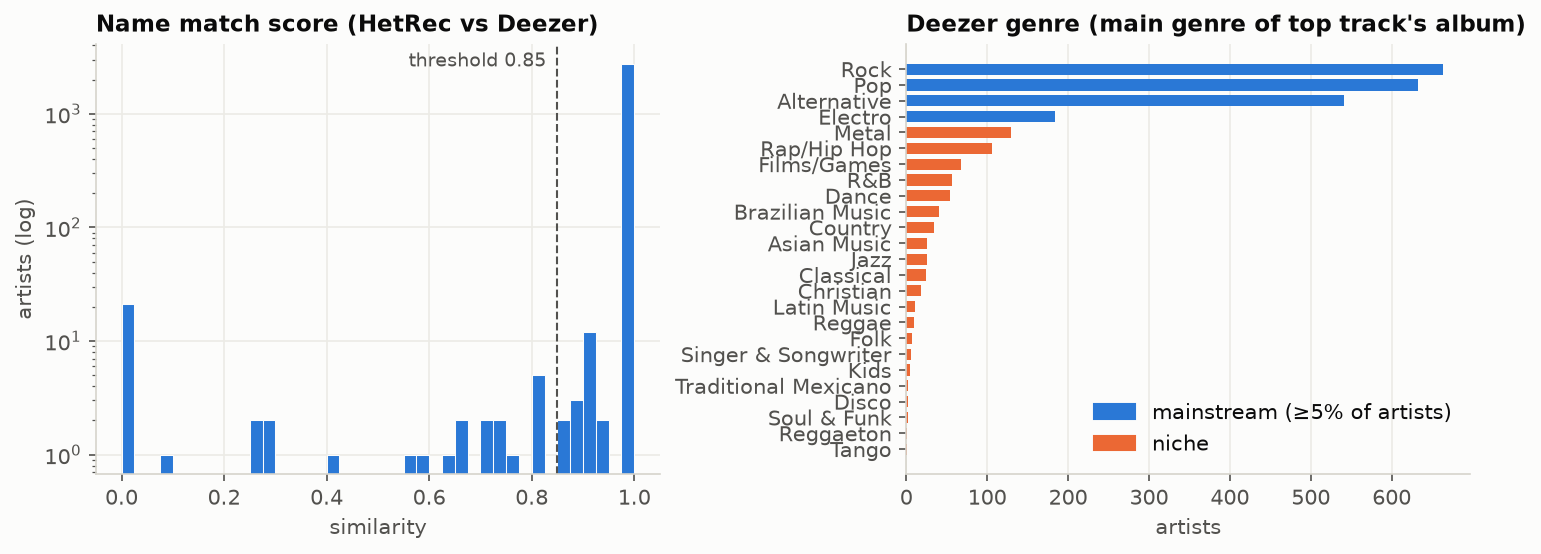 Name match score (HetRec vs Deezer)
threshold 0.85
artists (log)
10³
10²
10¹
10⁰
0.0 0.2 0.4 0.6 0.8 1.0
similarity
Deezer genre (main genre of top track's album)
Rock
Pop
Alternative
Electro
Metal
Rap/Hip Hop
Films/Games
R&B
Dance
Brazilian Music
Country
Asian Music
Jazz
Classical
Christian
Latin Music
Reggae
Folk
Singer & Songwriter
Kids
Traditional Mexicano
Disco
Soul & Funk
Reggaeton
Tango
mainstream (≥5% of artists)
niche
0 100 200 300 400 500 600
artists